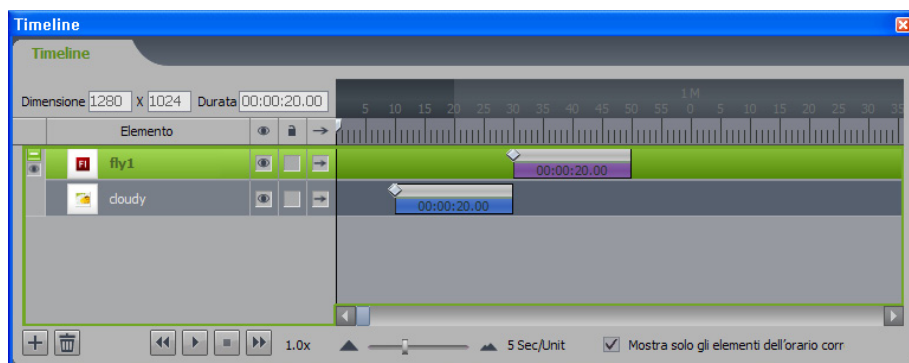 Timeline
Timeline
Dimensione 1280 X 1024 Durata 00:00:20.00
1 M
5 10 15 20 25 30 35 40 45 50 55 0 5 10 15 20 25 30 35
Elemento
Fl fly1 00:00:20.00
cloudy 00:00:20.00
1.0x 5 Sec/Unit Mostra solo gli elementi dell'orario corr